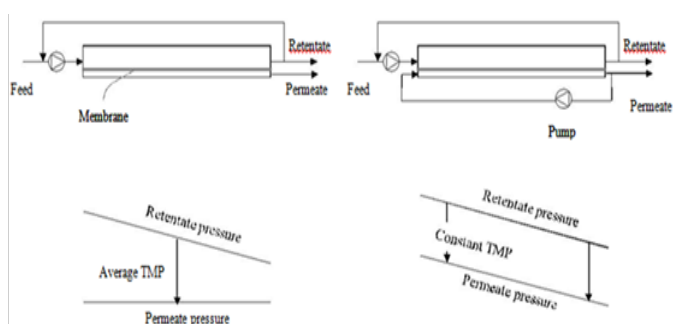 Retentate
Feed
Permeate
Membrane
Retentate
Feed
Permeate
Pump
Retentate pressure
Average TMP
Permeate pressure
Retentate pressure
Constant TMP
Permeate pressure